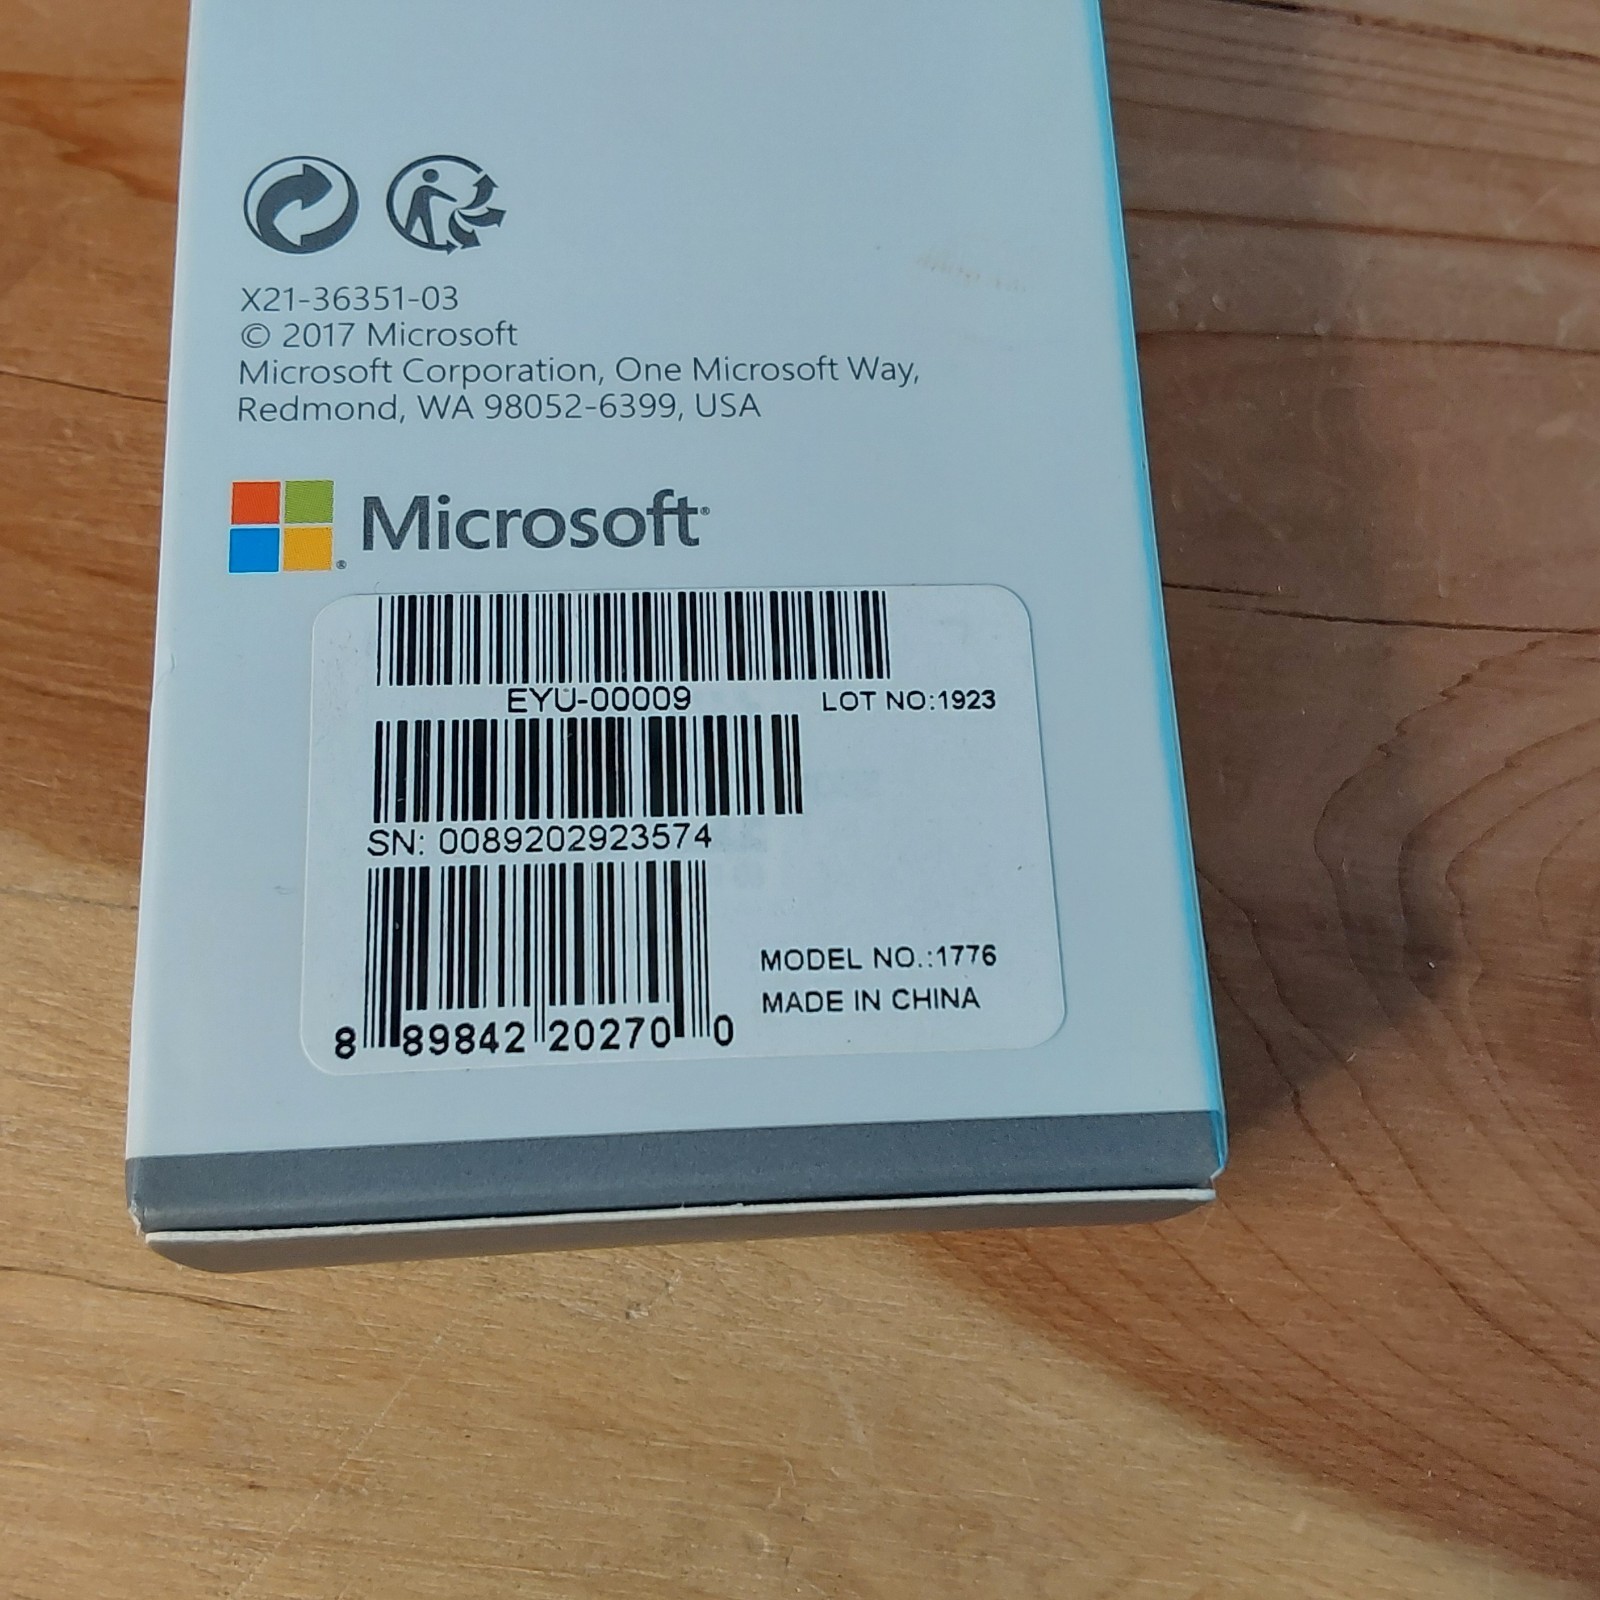 X21-36351-03
© 2017 Microsoft
Microsoft Corporation, One Microsoft Way,
Redmond, WA 98052-6399, USA
Microsoft®
EYU-00009
LOT NO:1923
SN: 0089202923574
MODEL NO.:1776
MADE IN CHINA
8 89842 20270 0